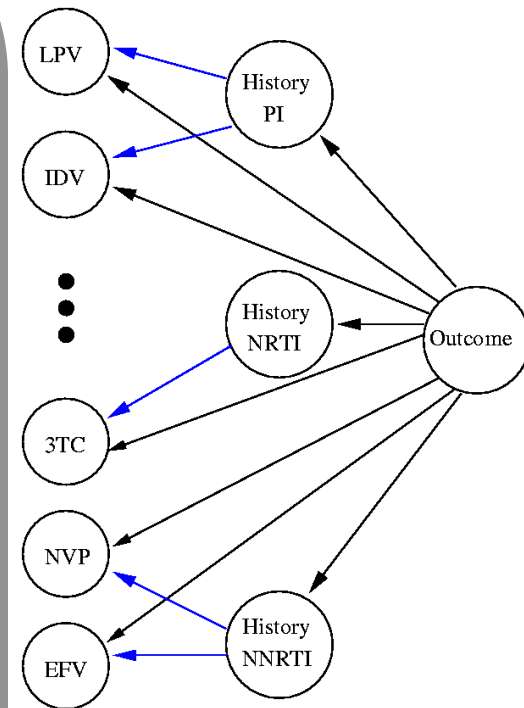 LPV
History
PI
IDV
History
NRTI
Outcome
3TC
NVP
History
NNRTI
EFV